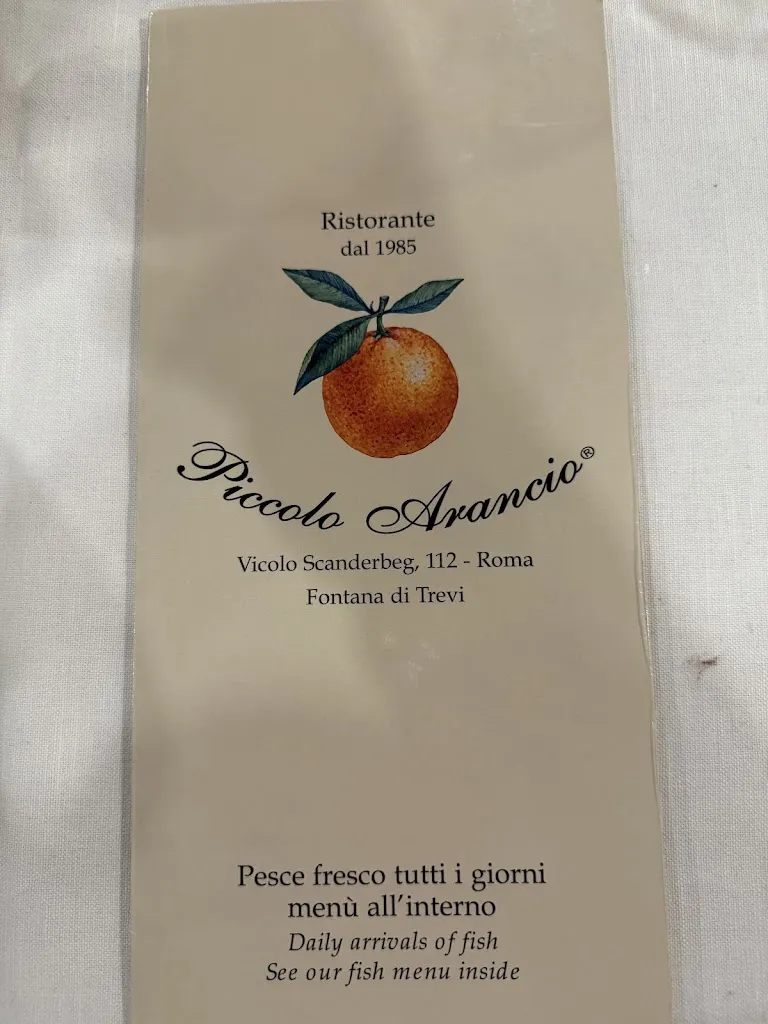 Ristorante
dal 1985
Piccolo Arancio®
Vicolo Scanderbeg, 112 - Roma
Fontana di Trevi
Pesce fresco tutti i giorni
menù all'interno
Daily arrivals of fish
See our fish menu inside